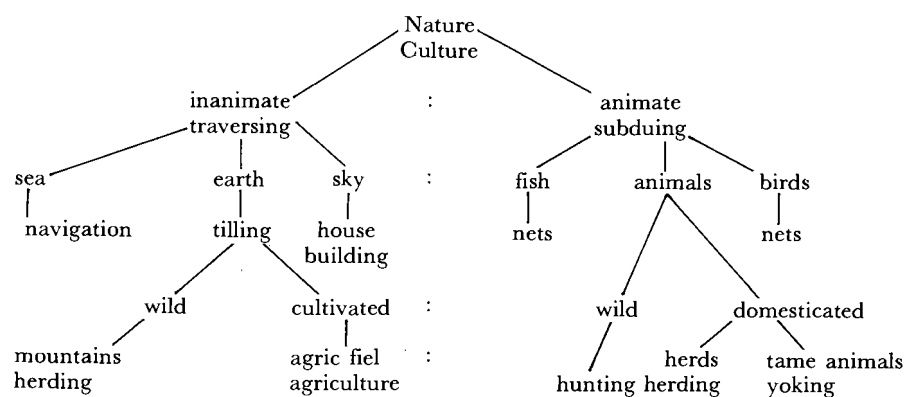 Nature
Culture
inanimate : animate
traversing subduing
sea earth sky : fish animals birds
navigation tilling house nets nets
building
wild cultivated : wild domesticated
mountains agric fiel : herds tame animals
herding agriculture hunting herding yoking